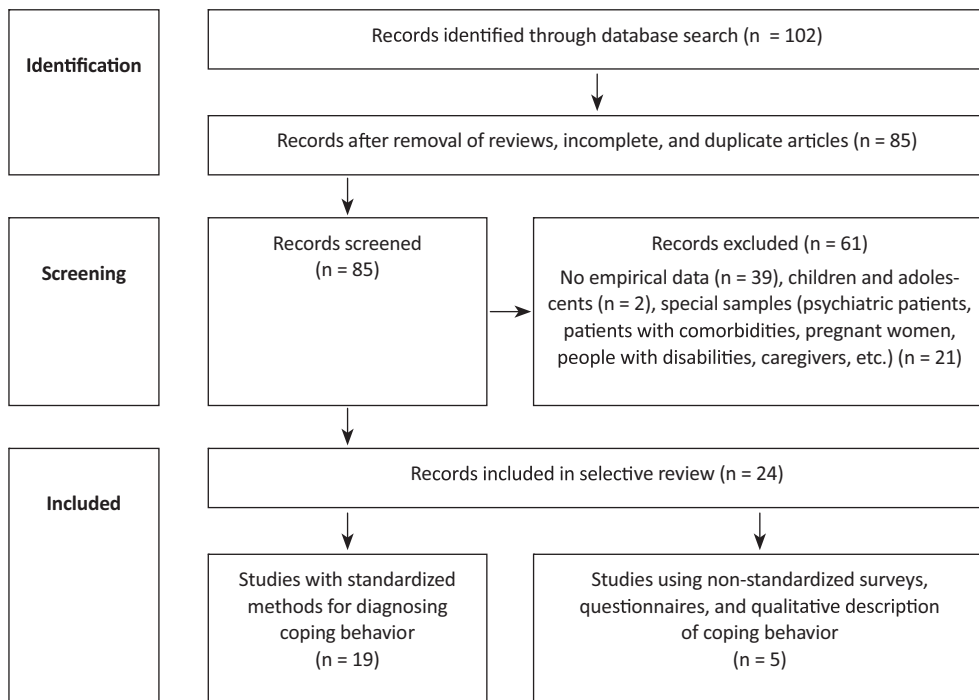 Identification
Records identified through database search (n = 102)
Records after removal of reviews, incomplete, and duplicate articles (n = 85)
Screening
Records screened
(n = 85)
Records excluded (n = 61)
No empirical data (n = 39), children and adoles-
cents (n = 2), special samples (psychiatric patients,
patients with comorbidities, pregnant women,
people with disabilities, caregivers, etc.) (n = 21)
Included
Records included in selective review (n = 24)
Studies with standardized
methods for diagnosing
coping behavior
(n = 19)
Studies using non-standardized surveys,
questionnaires, and qualitative description
of coping behavior
(n = 5)